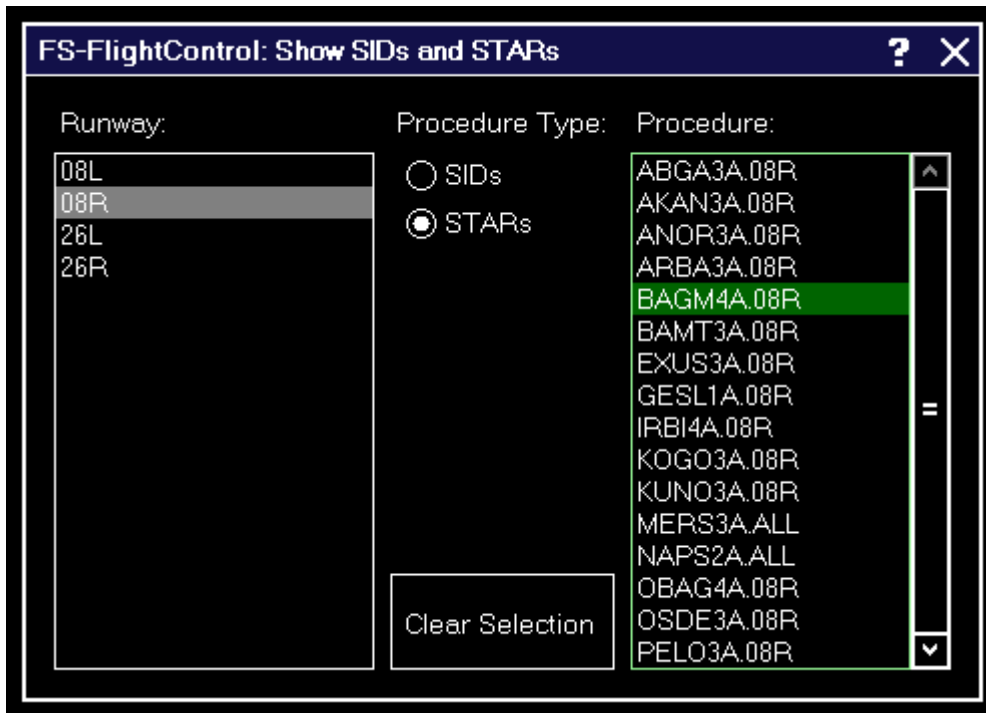 FS-FlightControl: Show SIDs and STARs ? X
Runway:
08L
08R
26L
26R
Procedure Type:
SIDs
STARs
Clear Selection
Procedure:
ABGA3A.08R
AKAN3A.08R
ANOR3A.08R
ARBA3A.08R
BAGM4A.08R
BAMT3A.08R
EXUS3A.08R
GESL1A.08R
IRBI4A.08R
KOGO3A.08R
KUNO3A.08R
MERS3A.ALL
NAPS2A.ALL
OBAG4A.08R
OSDE3A.08R
PELO3A.08R